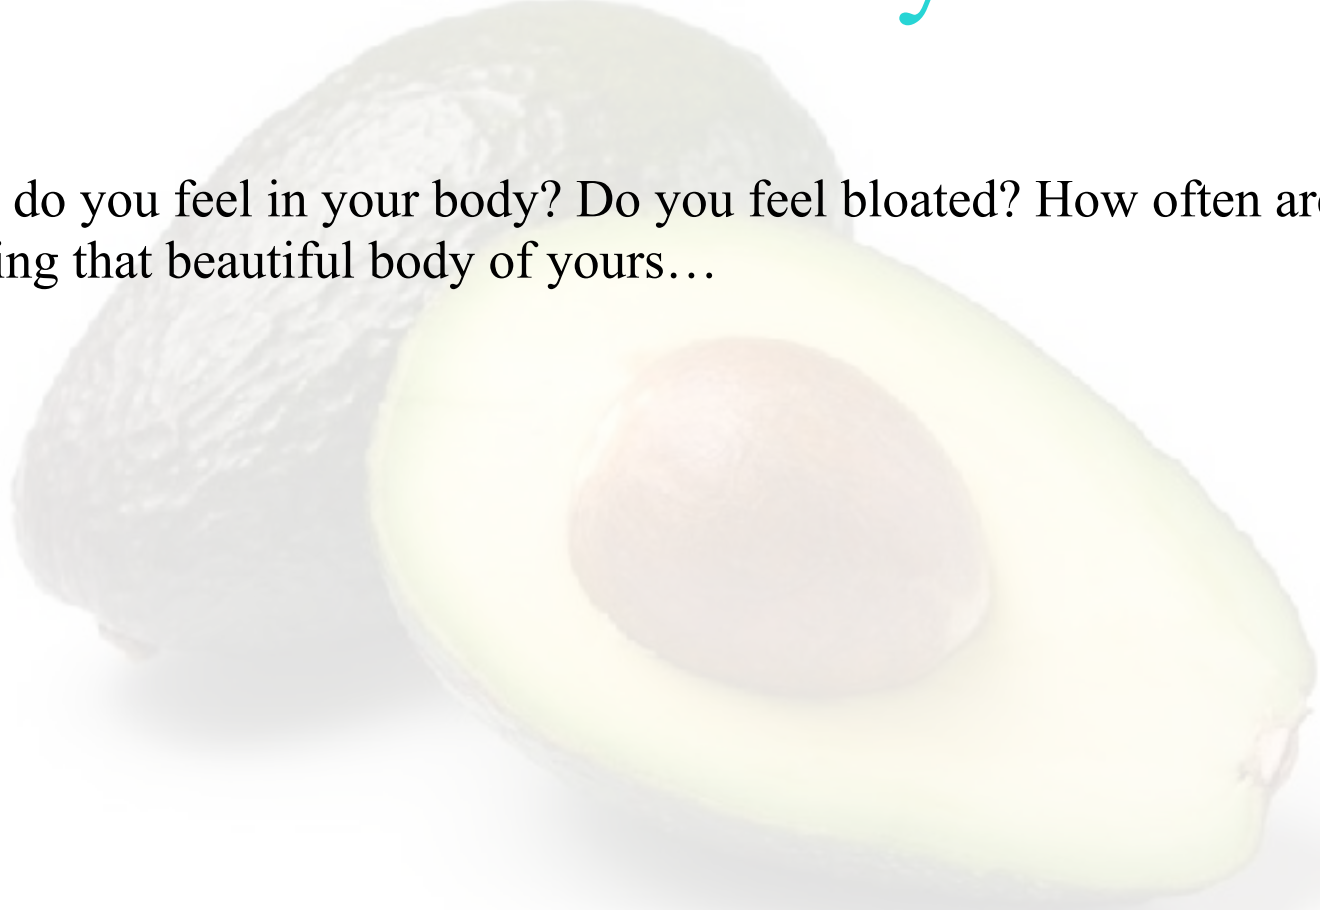 do you feel in your body? Do you feel bloated? How often are
ing that beautiful body of yours…